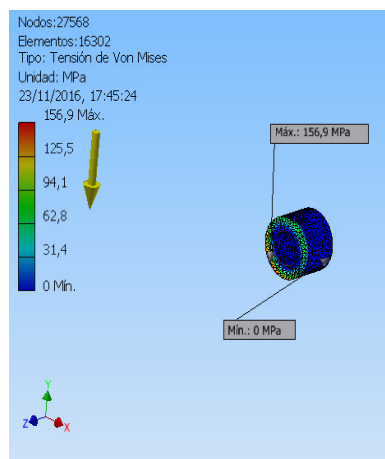 Nodos:27568
Elementos:16302
Tipo: Tensión de Von Mises
Unidad: MPa
23/11/2016, 17:45:24
156,9 Máx.
125,5
94,1
62,8
31,4
0 Mín.
Máx.: 156,9 MPa
Mín.: 0 MPa
Y
Z
X